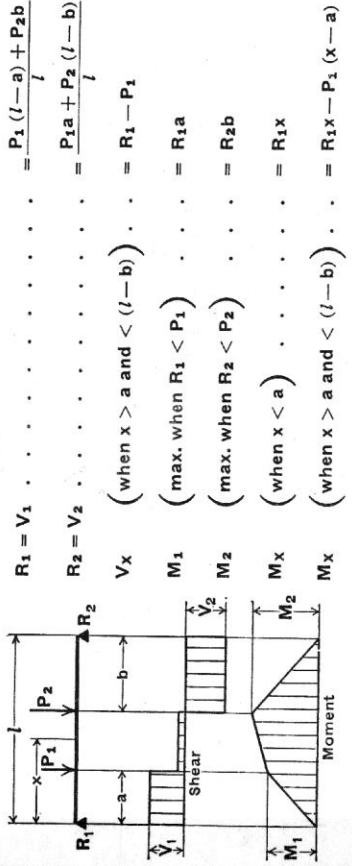 R₁ = V₁ . . . . . . . . . . = P₁ (l — a) + P₂b / l
R₂ = V₂ . . . . . . . . . . = P₁a + P₂ (l — b) / l
Vx (when x > a and < (l — b)) . . = R₁ — P₁
M₁ (max. when R₁ < P₁) . . . . = R₁a
M₂ (max. when R₂ < P₂) . . . . = R₂b
Mx (when x < a) . . . . . . = R₁x
Mx (when x > a and < (l — b)) . . = R₁x — P₁ (x — a)
l
x
P₁
P₂
R₁
R₂
a
b
V₁
V₂
Shear
M₁
M₂
Moment